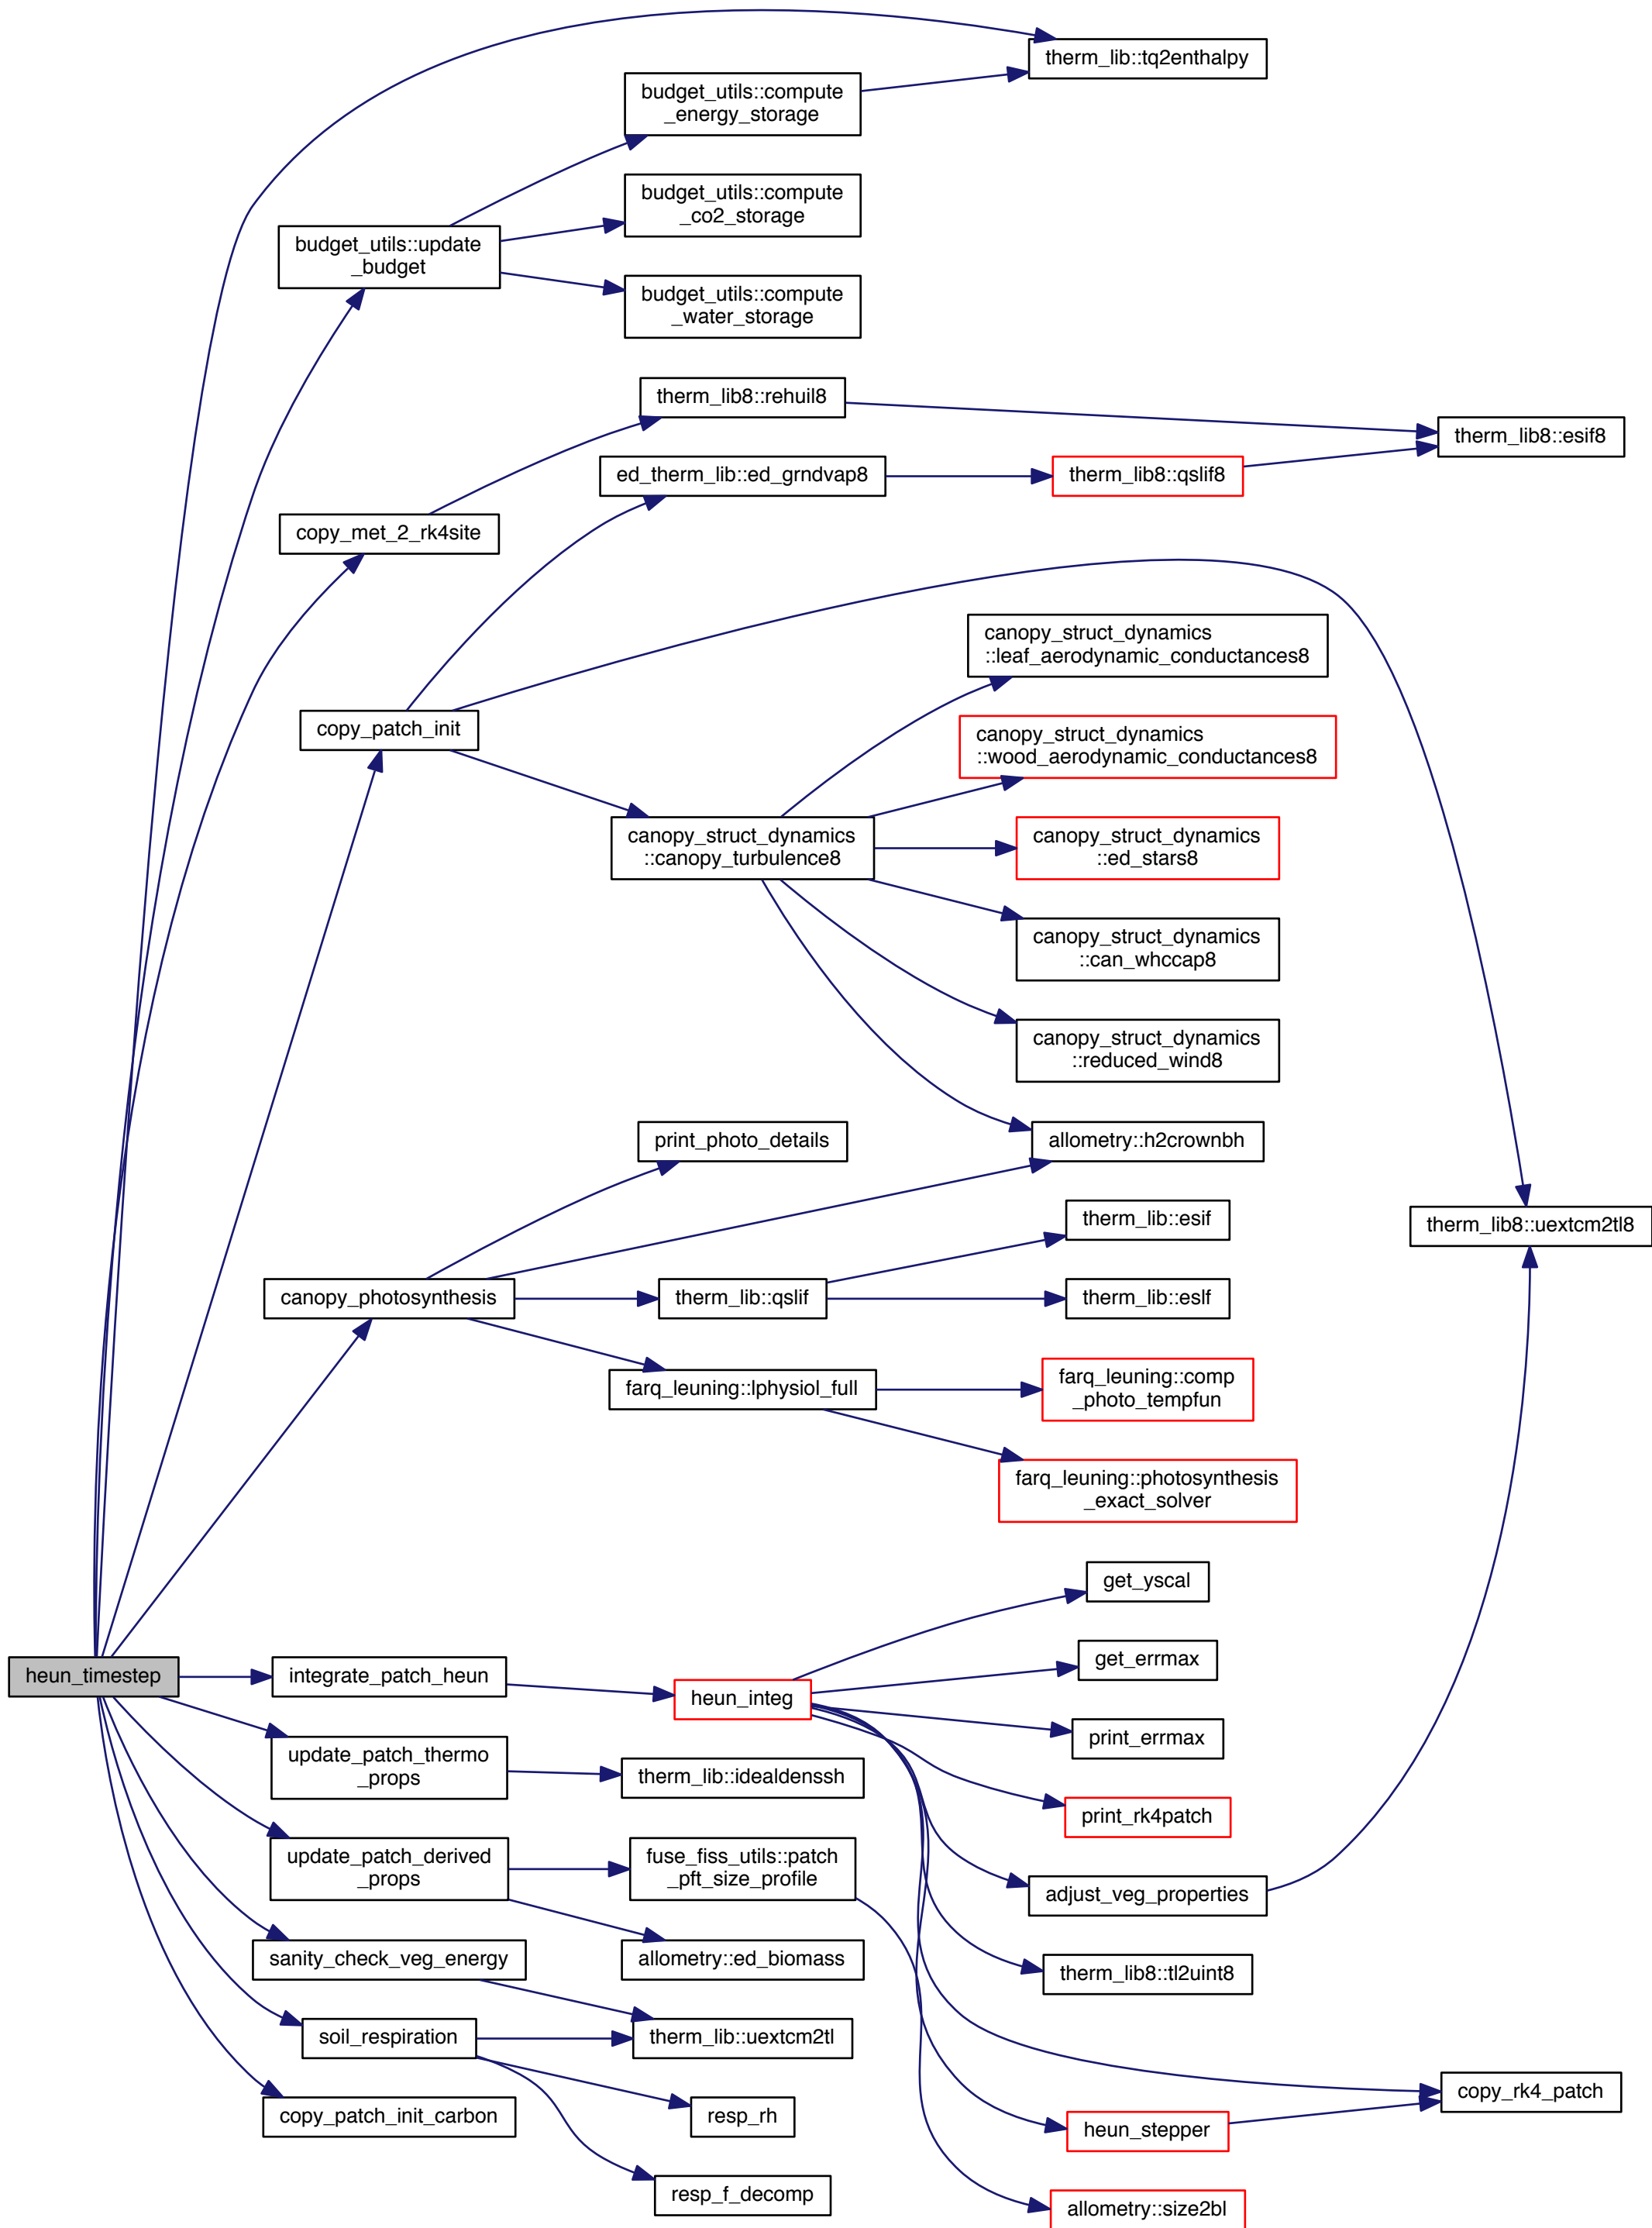 therm_lib::tq2enthalpy
budget_utils::compute
_energy_storage
budget_utils::compute
_co2_storage
budget_utils::update
_budget
budget_utils::compute
_water_storage
therm_lib8::rehuil8
therm_lib8::esif8
ed_therm_lib::ed_grndvap8
therm_lib8::qslif8
copy_met_2_rk4site
canopy_struct_dynamics
::leaf_aerodynamic_conductances8
copy_patch_init
canopy_struct_dynamics
::wood_aerodynamic_conductances8
canopy_struct_dynamics
::canopy_turbulence8
canopy_struct_dynamics
::ed_stars8
canopy_struct_dynamics
::can_whccap8
canopy_struct_dynamics
::reduced_wind8
print_photo_details
allometry::h2crownbh
therm_lib::esif
therm_lib8::uextcm2tl8
canopy_photosynthesis
therm_lib::qslif
therm_lib::eslf
farq_leuning::lphysiol_full
farq_leuning::comp
_photo_tempfun
farq_leuning::photosynthesis
_exact_solver
get_yscal
heun_timestep
integrate_patch_heun
heun_integ
get_errmax
print_errmax
update_patch_thermo
_props
therm_lib::idealdenssh
print_rk4patch
update_patch_derived
_props
fuse_fiss_utils::patch
_pft_size_profile
adjust_veg_properties
sanity_check_veg_energy
allometry::ed_biomass
therm_lib8::tl2uint8
soil_respiration
therm_lib::uextcm2tl
copy_patch_init_carbon
resp_rh
copy_rk4_patch
heun_stepper
resp_f_decomp
allometry::size2bl